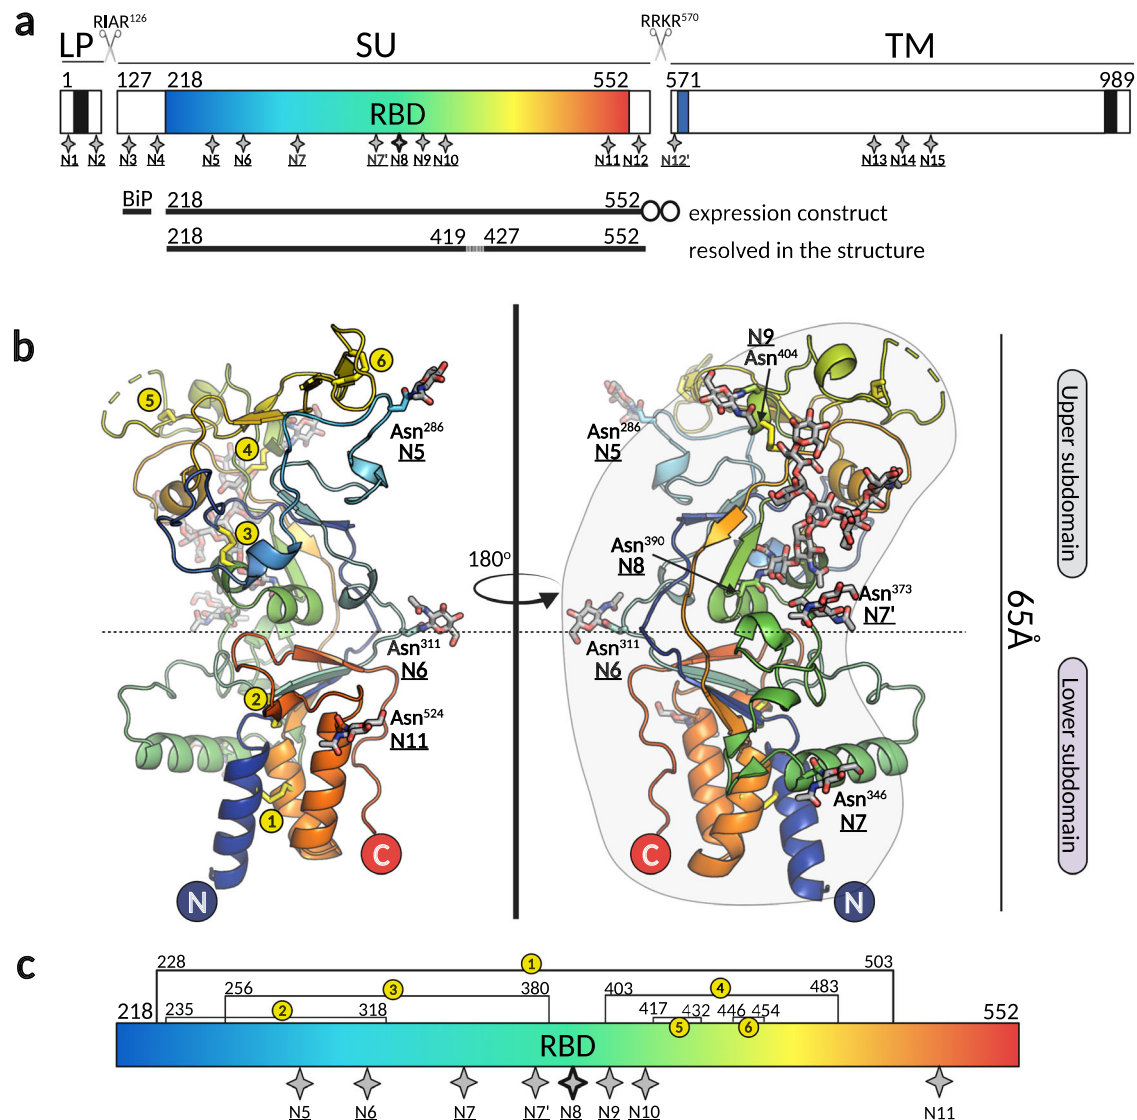 a
RIAR126
RRKR570
LP
SU
TM
1
127
218
552
571
989
RBD
N1
N2
N3
N4
N5
N6
N7
N7'
N8
N9
N10
N11
N12
N12'
N13
N14
N15
BiP
218
552
expression construct
218
419
427
552
resolved in the structure
b
6
5
4
3
Asn286
N5
Asn311
N6
2
Asn524
N11
1
C
N
180o
N9
Asn404
Asn286
N5
Asn390
N8
Asn373
N7'
Asn311
N6
Asn346
N7
C
N
Upper subdomain
65Å
Lower subdomain
c
228
1
503
256
3
380
403
4
483
218
235
2
318
417
432
446
454
552
5
6
RBD
N5
N6
N7
N7'
N8
N9
N10
N11